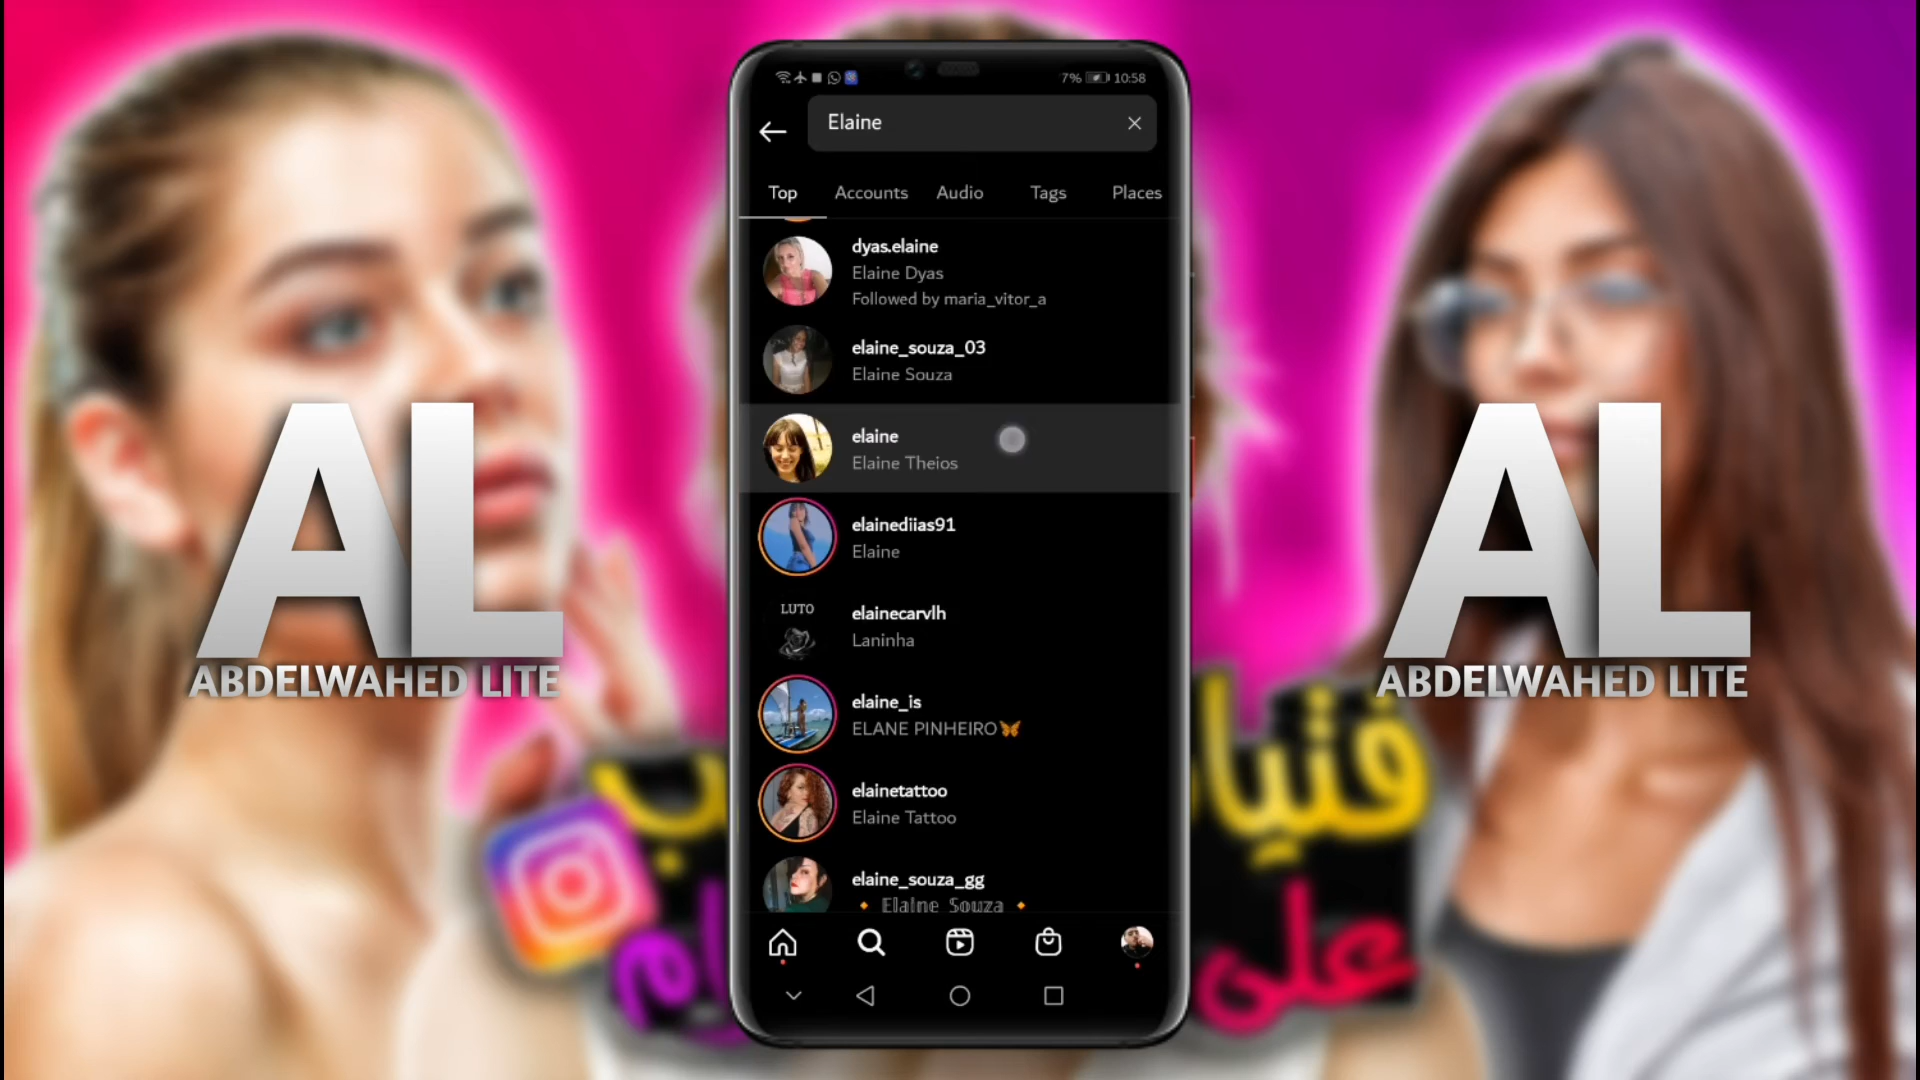 7% 10:58
Elaine
Top Accounts Audio Tags Places
dyas.elaine
Elaine Dyas
Followed by maria_vitor_a
elaine_souza_03
Elaine Souza
elaine
Elaine Theios
elainediias91
Elaine
LUTO
elainecarvlh
Laninha
elaine_is
ELANE PINHEIRO🦋
elainetattoo
Elaine Tattoo
elaine_souza_gg
🔸 Elaine Souza 🔸
AL
ABDELWAHED LITE
AL
ABDELWAHED LITE
على